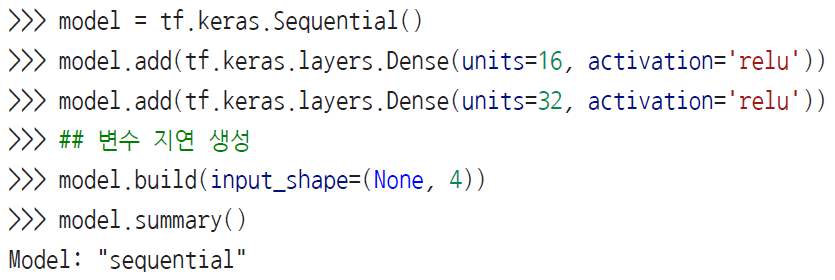 >>> model = tf.keras.Sequential()
>>> model.add(tf.keras.layers.Dense(units=16, activation='relu'))
>>> model.add(tf.keras.layers.Dense(units=32, activation='relu'))
>>> ## 변수 지연 생성
>>> model.build(input_shape=(None, 4))
>>> model.summary()
Model: "sequential"